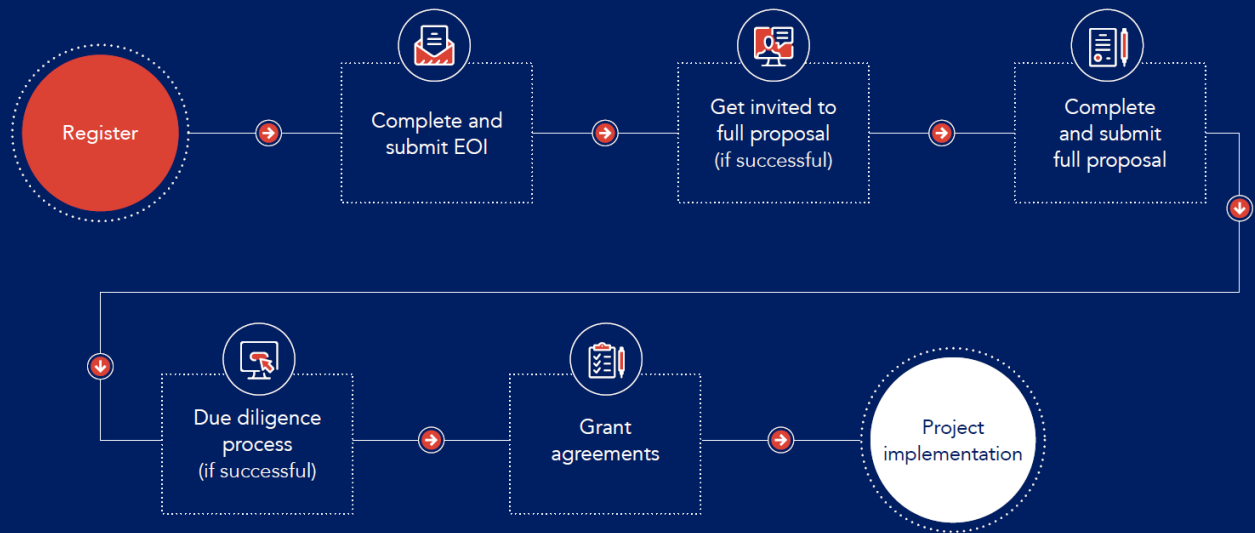 Register
Complete and
submit EOI
Get invited to
full proposal
(if successful)
Complete
and submit
full proposal
Due diligence
process
(if successful)
Grant
agreements
Project
implementation